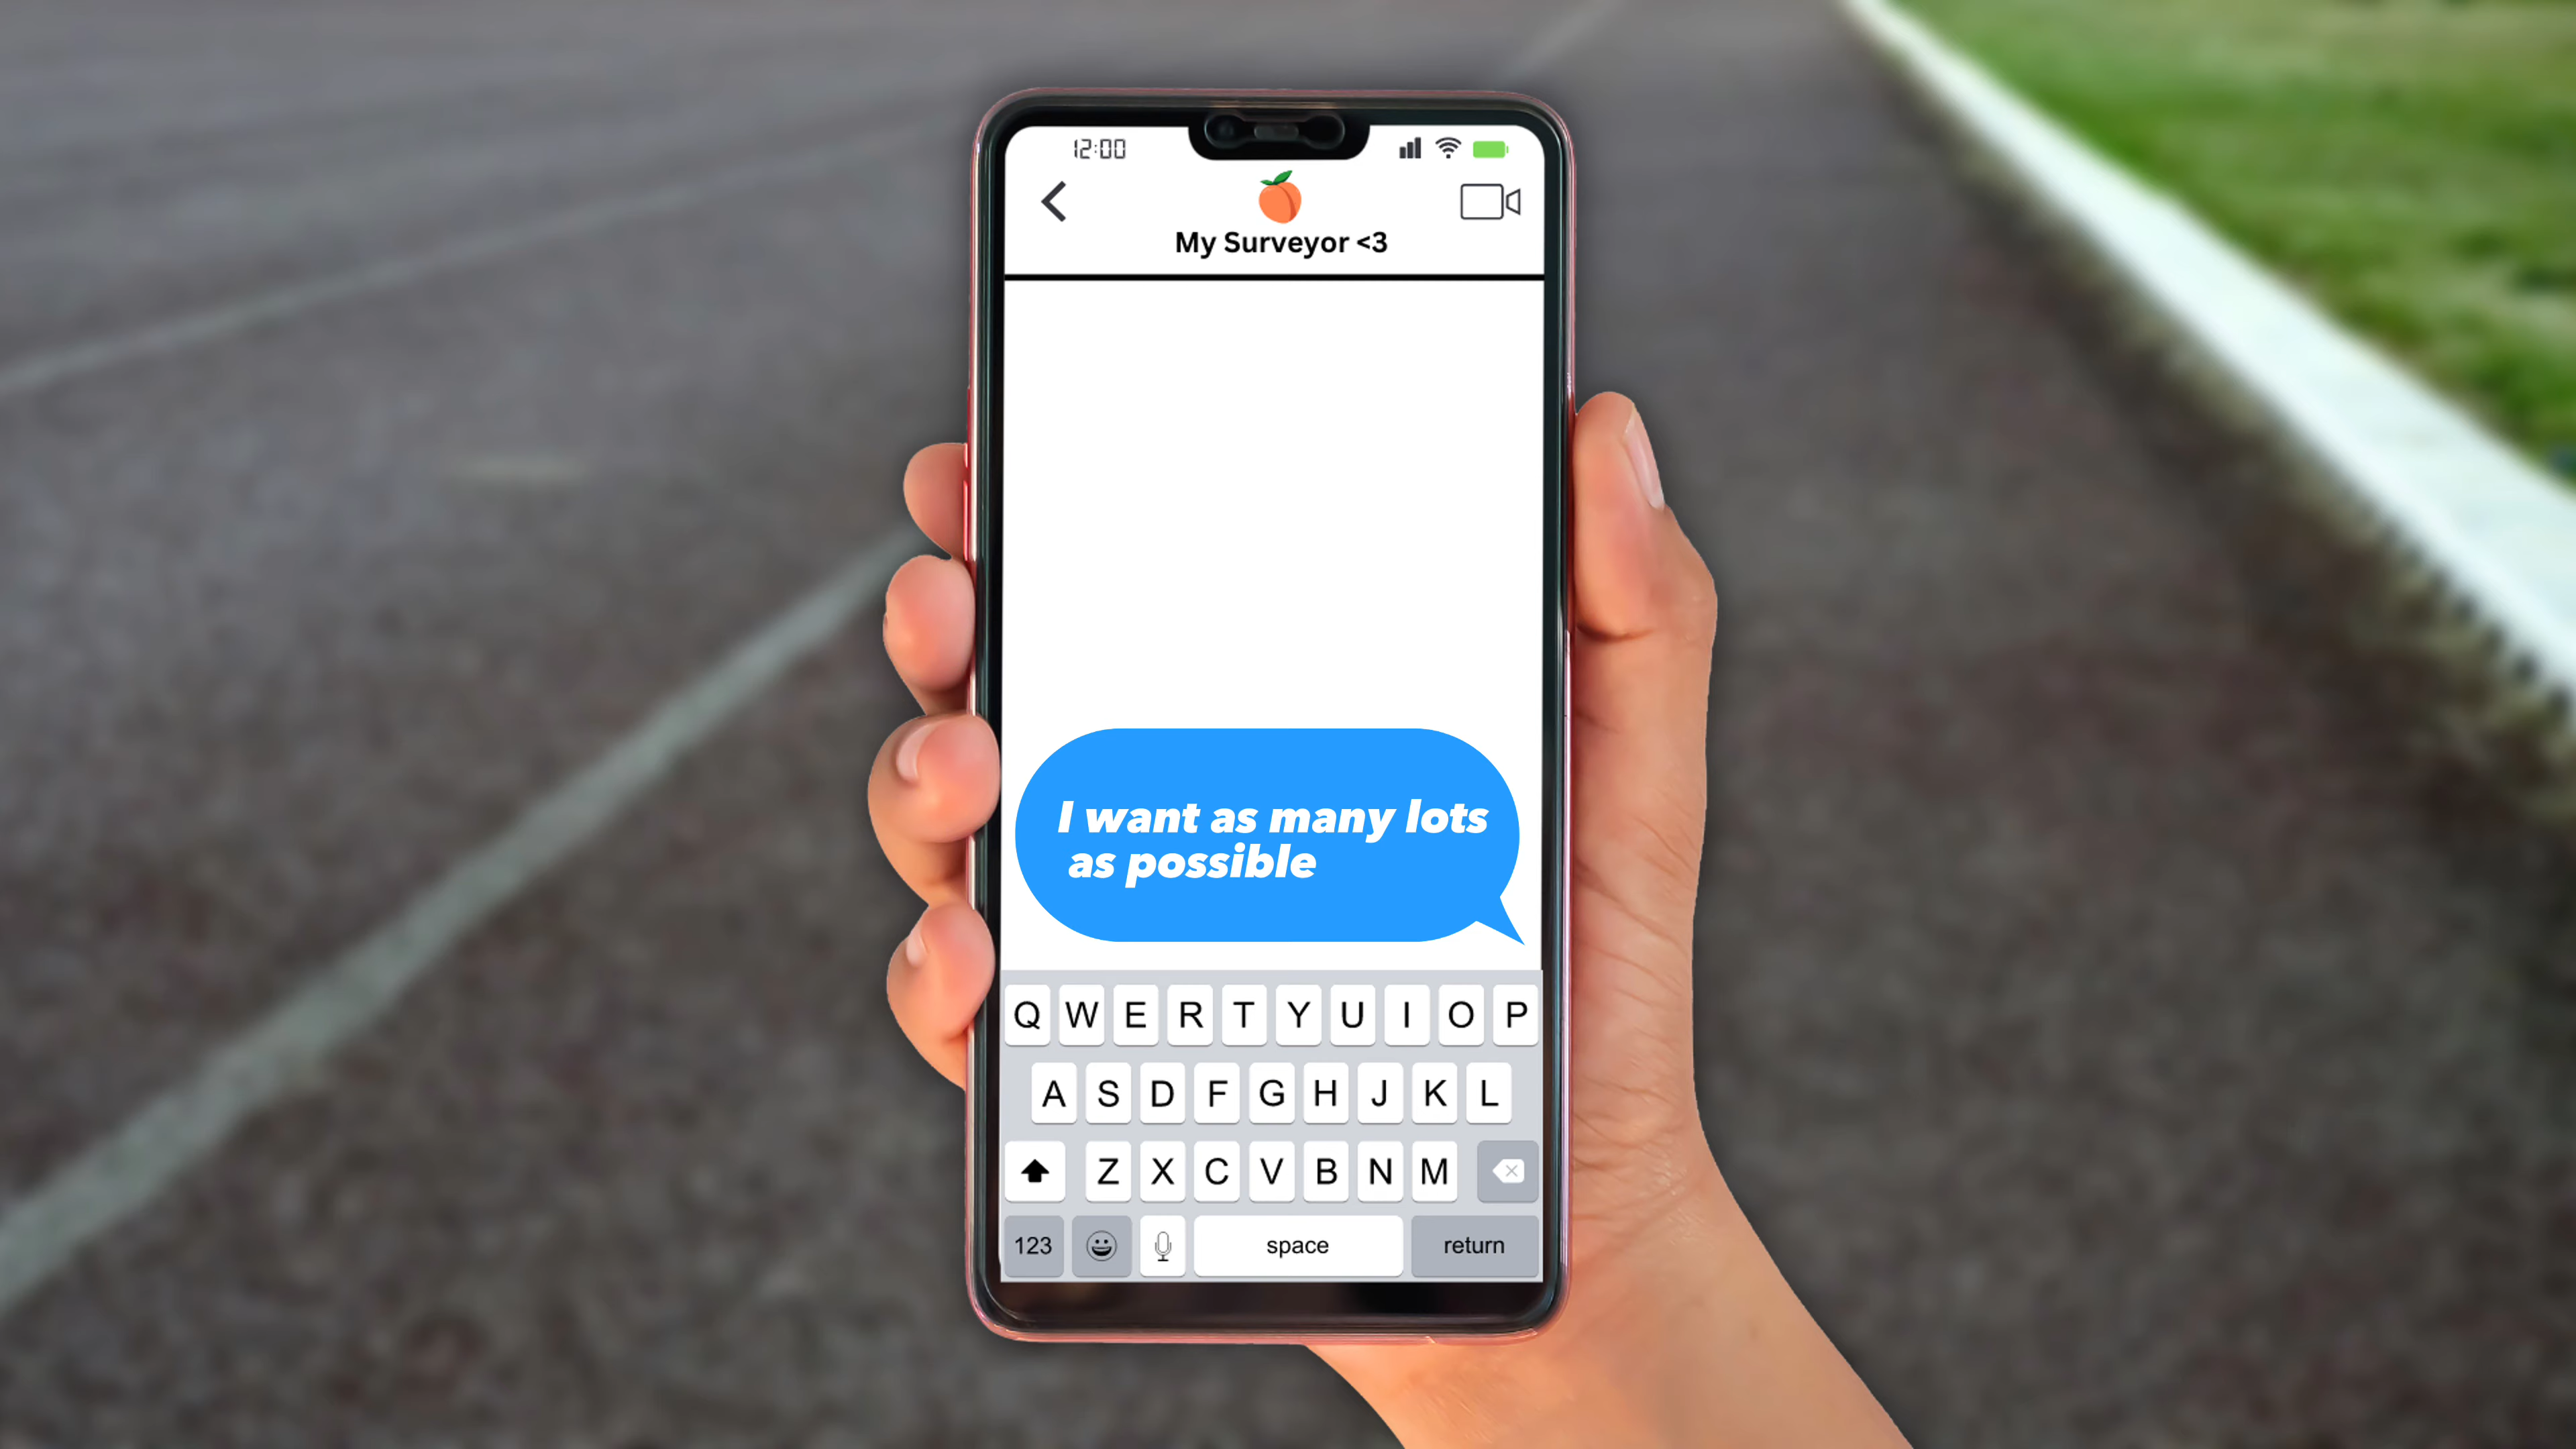 12:00
🍑
My Surveyor <3
I want as many lots
as possible
Q W E R T Y U I O P
A S D F G H J K L
Z X C V B N M
123 space return